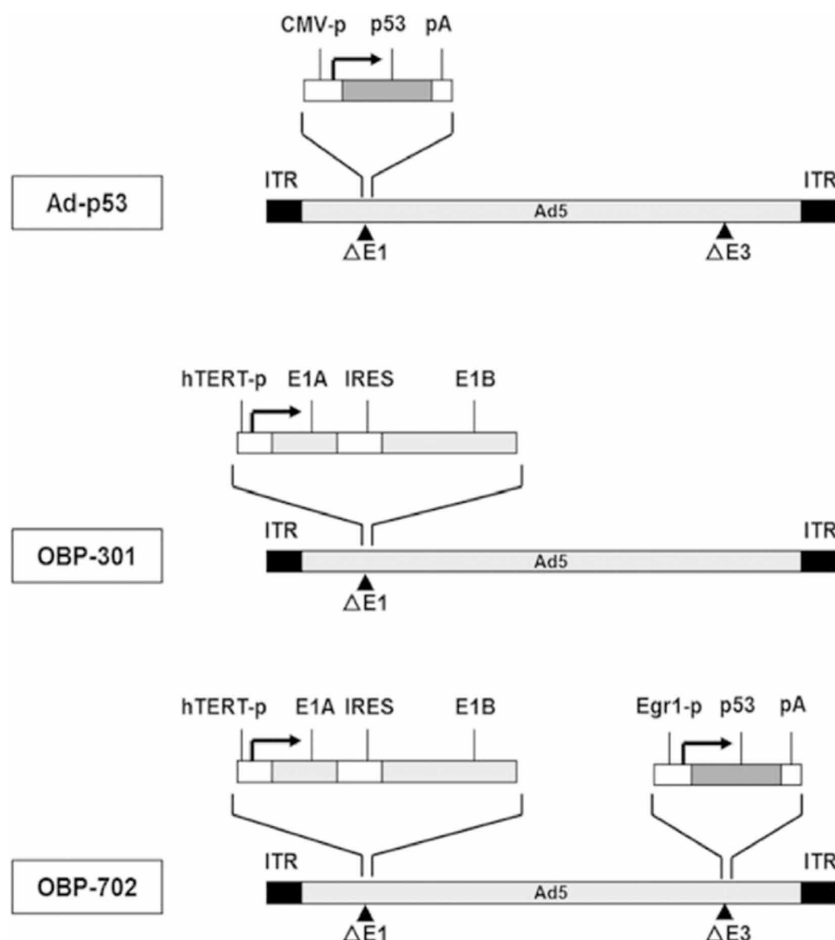 CMV-p p53 pA
ITR ITR
Ad-p53
Ad5
△E1 △E3
hTERT-p E1A IRES E1B
ITR ITR
OBP-301
Ad5
△E1
hTERT-p E1A IRES E1B Egr1-p p53 pA
ITR ITR
OBP-702
Ad5
△E1 △E3